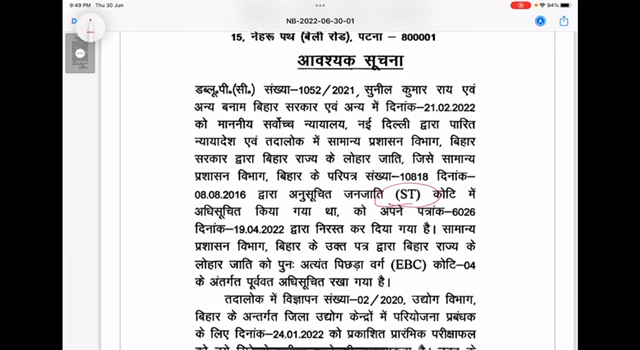 9:49 PM Thu 30 Jun
94%
NB-2022-06-30-01
15, नेहरू पथ (बेली रोड), पटना - 800001
आवश्यक सूचना
डब्लू.पी.(सी.) संख्या-1052/2021, सुनील कुमार राय एवं
अन्य बनाम बिहार सरकार एवं अन्य में दिनांक-21.02.2022
को माननीय सर्वोच्च न्यायालय, नई दिल्ली द्वारा पारित
न्यायादेश एवं तदालोक में सामान्य प्रशासन विभाग, बिहार
सरकार द्वारा बिहार राज्य के लोहार जाति, जिसे सामान्य
प्रशासन विभाग, बिहार के परिपत्र संख्या-10818 दिनांक-
08.08.2016 द्वारा अनुसूचित जनजाति (ST) कोटि में
अधिसूचित किया गया था, को अपने पत्रांक-6026
दिनांक-19.04.2022 द्वारा निरस्त कर दिया गया है। सामान्य
प्रशासन विभाग, बिहार के उक्त पत्र द्वारा बिहार राज्य के
लोहार जाति को पुनः अत्यंत पिछड़ा वर्ग (EBC) कोटि-04
के अंतर्गत पूर्ववत अधिसूचित रखा गया है।
तदालोक में विज्ञापन संख्या-02/2020, उद्योग विभाग,
बिहार के अन्तर्गत जिला उद्योग केन्द्रों में परियोजना प्रबंधक
के लिए दिनांक-24.01.2022 को प्रकाशित प्रारंभिक परीक्षाफल